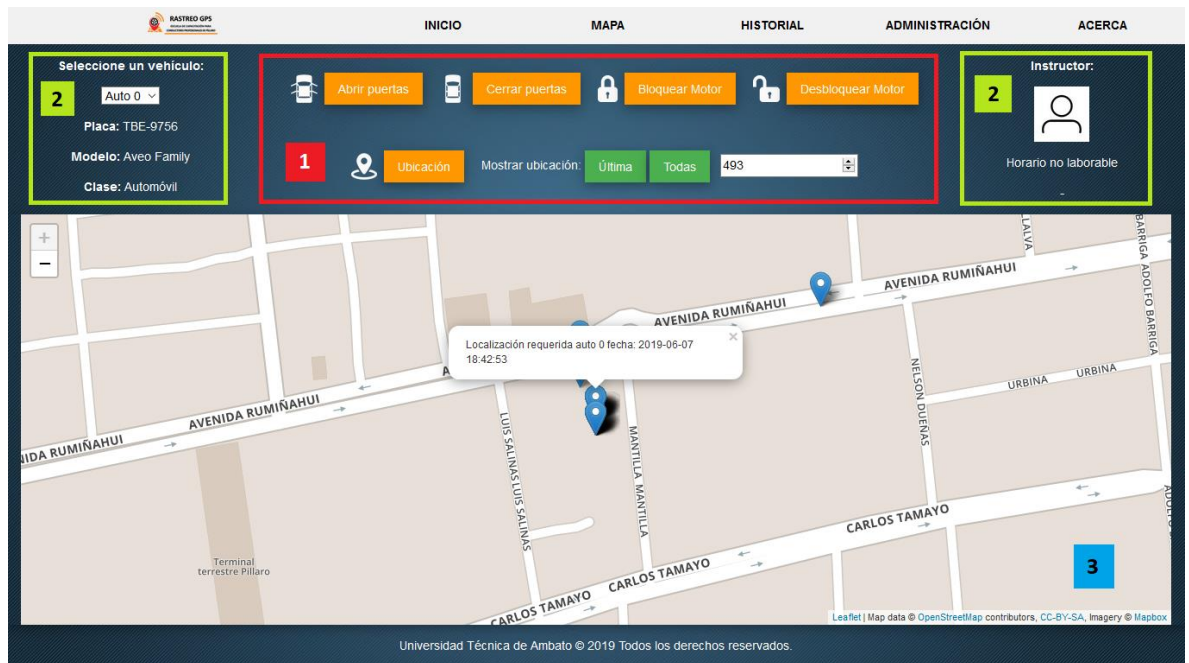 RASTREO GPS
INICIO
MAPA
HISTORIAL
ADMINISTRACIÓN
ACERCA
Seleccione un vehículo:
2
Auto 0
Placa: TBE-9756
Modelo: Aveo Family
Clase: Automóvil
Abrir puertas
Cerrar puertas
Bloquear Motor
Desbloquear Motor
1
Ubicación
Mostrar ubicación:
Última
Todas
493
Instructor:
2
Horario no laborable
-
+
−
AVENIDA RUMIÑAHUI
AVENIDA RUMIÑAHUI
Localización requerida auto 0 fecha: 2019-06-07
18:42:53
×
AVENIDA RUMIÑAHUI
NIDA RUMIÑAHUI
LLALVA
BARRIGA ADOLFO BARRIGA
NELSON DUEÑAS
URBINA
URBINA
LUIS SALINAS LUIS SALINAS
MANTILLA MANTILLA
CARLOS TAMAYO
CARLOS TAMAYO
CARLOS TAMAYO
CARLOS TAMAYO
Terminal
terrestre Píllaro
3
Leaflet | Map data © OpenStreetMap contributors, CC-BY-SA, Imagery © Mapbox
Universidad Técnica de Ambato © 2019 Todos los derechos reservados.